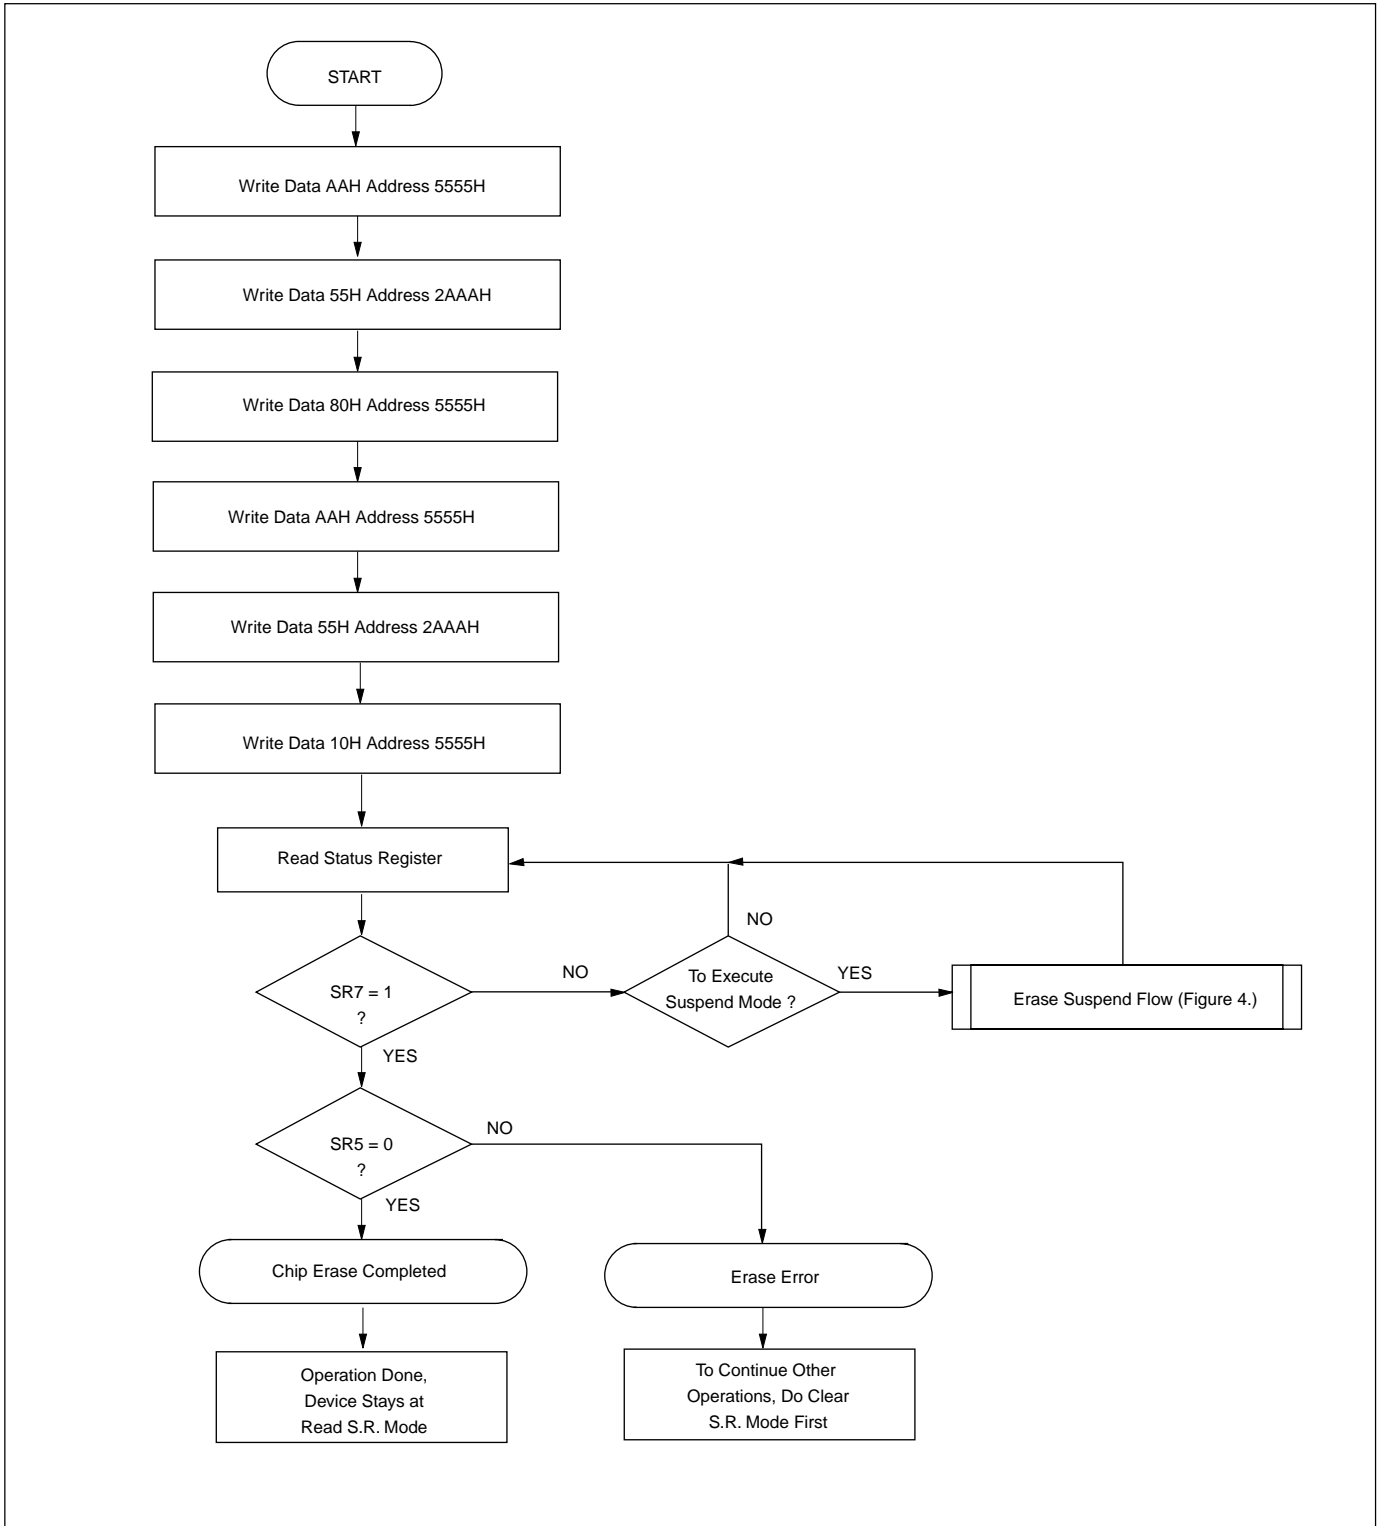 START
Write Data AAH Address 5555H
Write Data 55H Address 2AAAH
Write Data 80H Address 5555H
Write Data AAH Address 5555H
Write Data 55H Address 2AAAH
Write Data 10H Address 5555H
Read Status Register
NO
SR7 = 1
?
NO
To Execute
Suspend Mode ?
YES
Erase Suspend Flow (Figure 4.)
YES
SR5 = 0
?
NO
YES
Chip Erase Completed
Erase Error
Operation Done,
Device Stays at
Read S.R. Mode
To Continue Other
Operations, Do Clear
S.R. Mode First